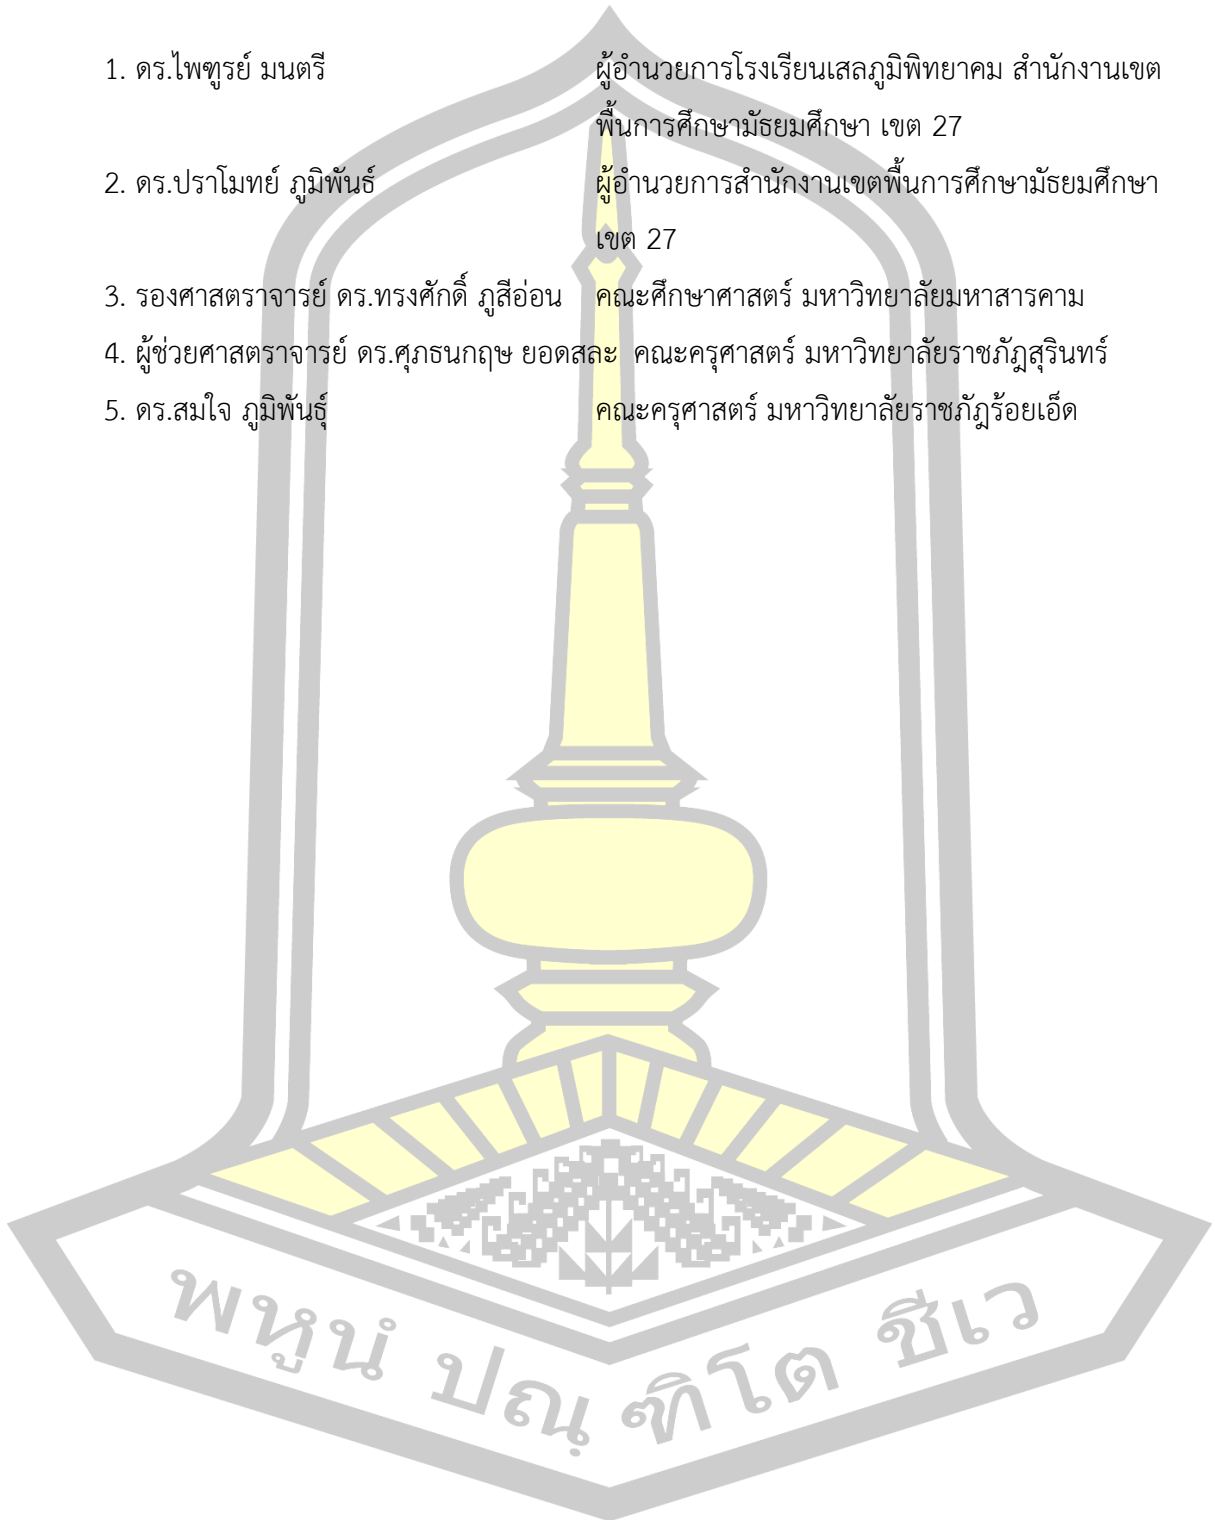 1. ดร.ไพฑูรย์ มนตรี ผู้อำนวยการโรงเรียนเสลภูมิพิทยาคม สำนักงานเขต
พื้นการศึกษามัธยมศึกษา เขต 27
2. ดร.ปราโมทย์ ภูมิพันธ์ ผู้อำนวยการสำนักงานเขตพื้นการศึกษามัธยมศึกษา
เขต 27
3. รองศาสตราจารย์ ดร.ทรงศักดิ์ ภูสีอ่อน คณะศึกษาศาสตร์ มหาวิทยาลัยมหาสารคาม
4. ผู้ช่วยศาสตราจารย์ ดร.ศุภธนกฤษ ยอดสละ คณะครุศาสตร์ มหาวิทยาลัยราชภัฎสุรินทร์
5. ดร.สมใจ ภูมิพันธุ์ คณะครุศาสตร์ มหาวิทยาลัยราชภัฎร้อยเอ็ด
พหูนํ ปณฺ ฑิโต ชีเว